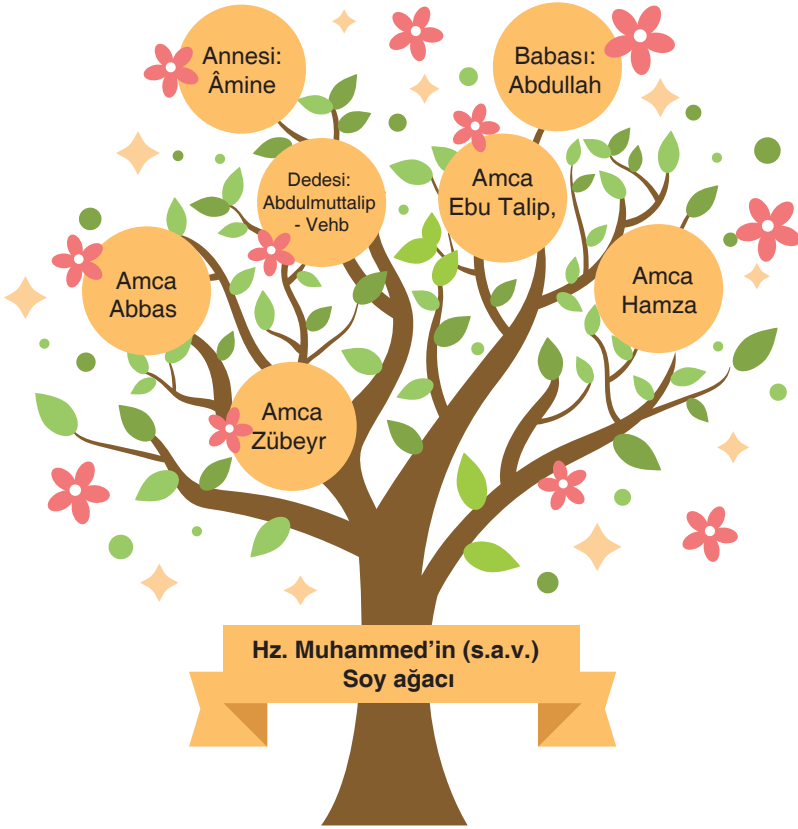 Annesi:
Âmine
Babası:
Abdullah
Dedesi:
Abdulmuttalip
- Vehb
Amca
Ebu Talip,
Amca
Abbas
Amca
Hamza
Amca
Zübeyr
Hz. Muhammed'in (s.a.v.)
Soy ağacı